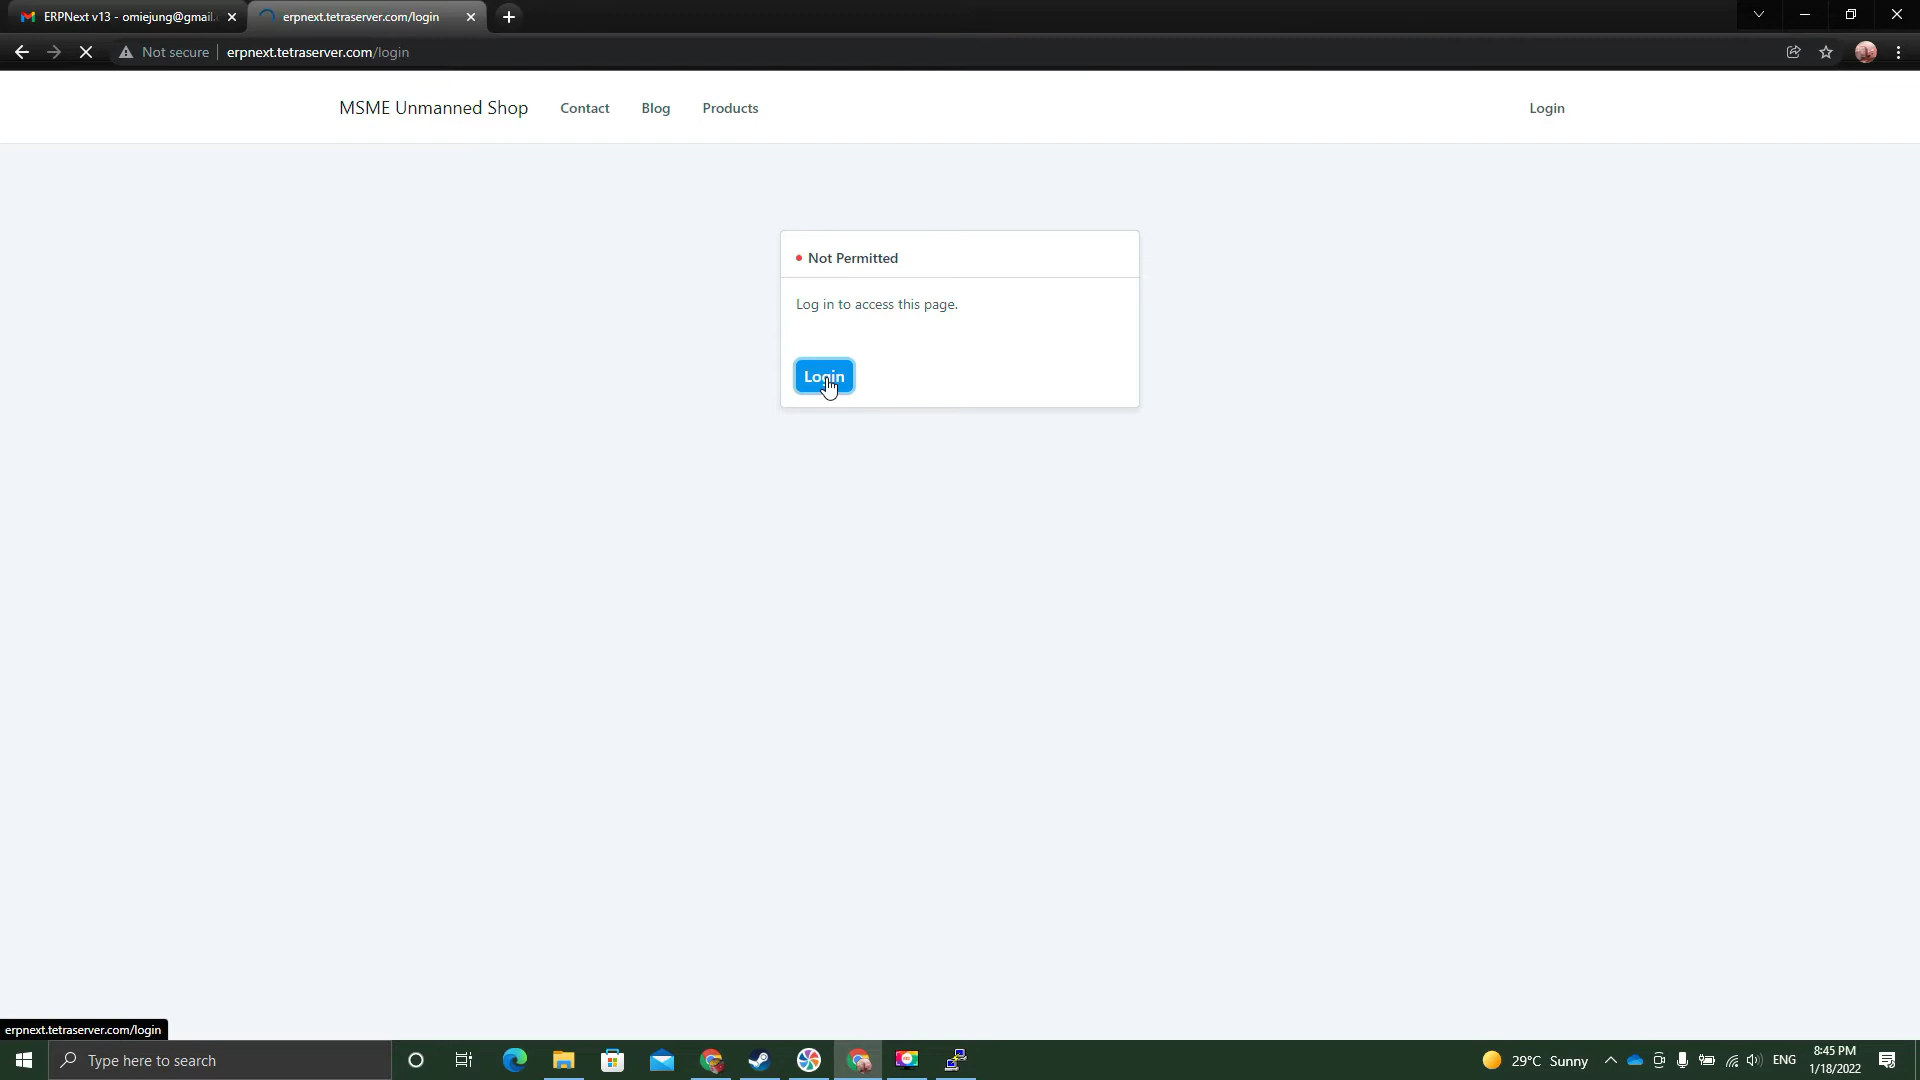 ERPNext v13 - omiejung@gmail.
erpnext.tetraserver.com/login
Not secure
erpnext.tetraserver.com/login
MSME Unmanned Shop
Contact
Blog
Products
Login
Not Permitted
Log in to access this page.
Login
erpnext.tetraserver.com/login
Type here to search
29°C Sunny
ENG
8:45 PM
1/18/2022